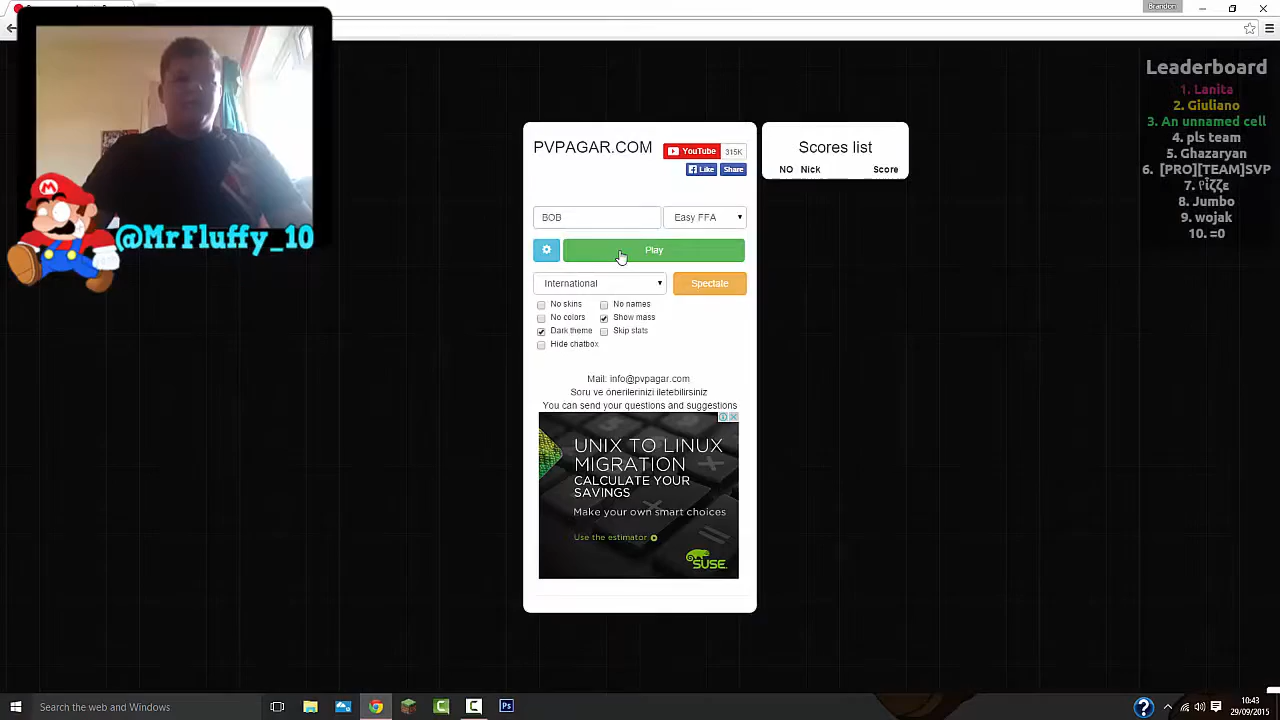 Brandon
Leaderboard
1. Lanita
2. Giuliano
3. An unnamed cell
4. pls team
5. Ghazaryan
6. [PRO][TEAM]SVP
8. Jumbo
9. wojak
10. =0
PVPAGAR.COM
YouTube 315K
Like Share
Scores list
NO Nick Score
BOB Easy FFA
Play
International Spectate
No skins No names
No colors Show mass
Dark theme Skip stats
Hide chatbox
Mail: info@pvpagar.com
Soru ve önerilerinizi iletebilirsiniz
You can send your questions and suggestions
UNIX TO LINUX
MIGRATION
CALCULATE YOUR
SAVINGS
Make your own smart choices
Use the estimator
SUSE
@MrFluffy_10
Search the web and Windows
10:43
29/09/2015